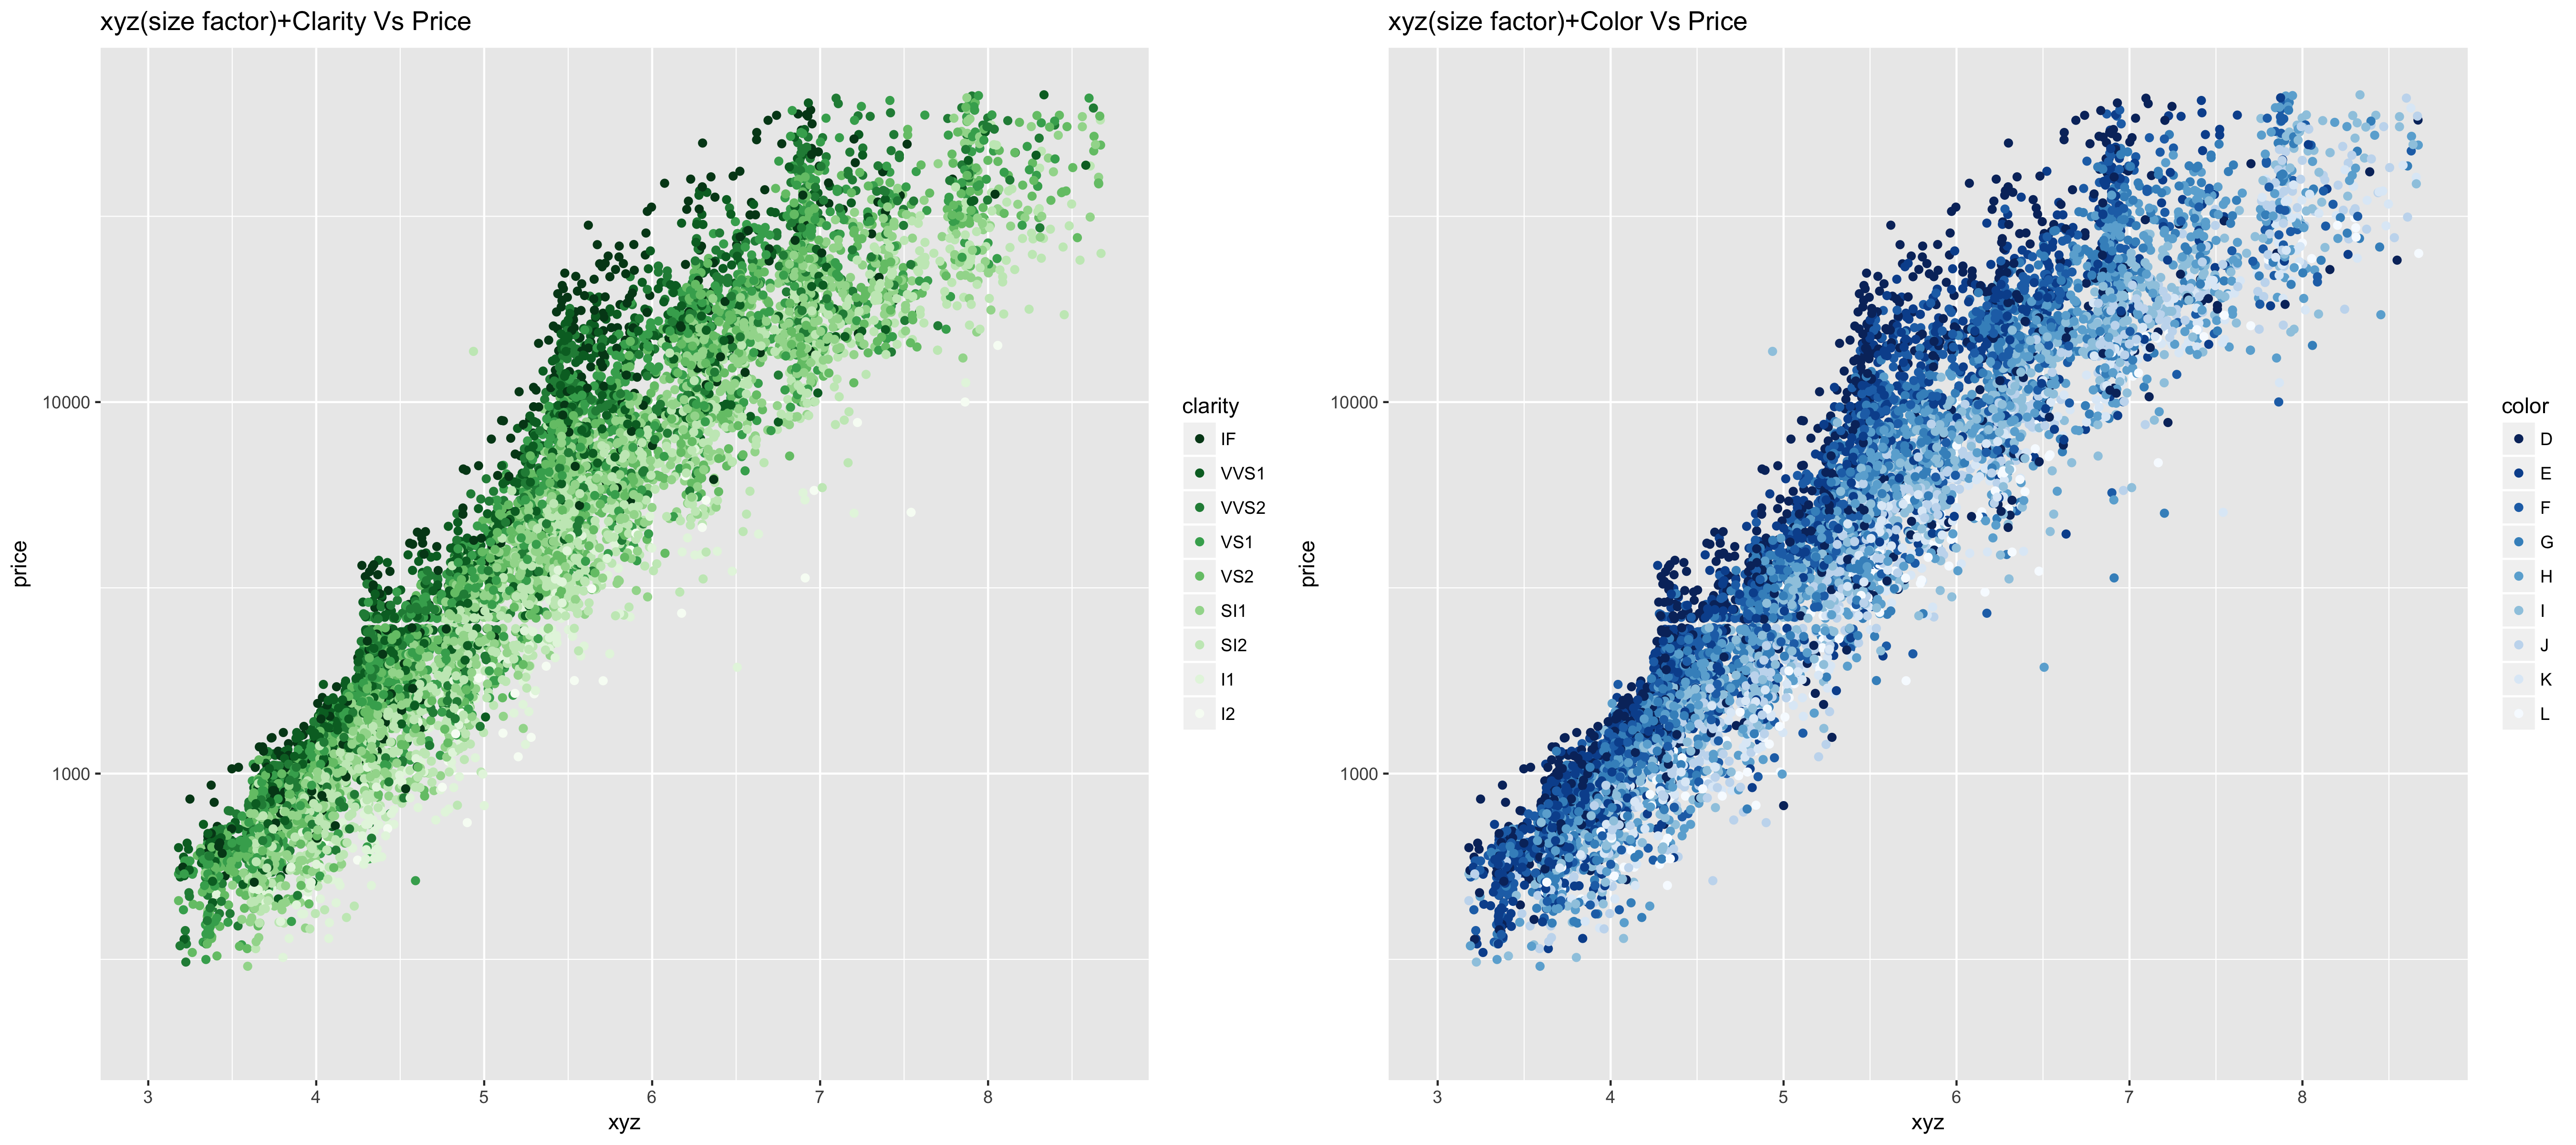 xyz(size factor)+Clarity Vs Price
price
10000
1000
3 4 5 6 7 8
xyz
clarity
IF
VVS1
VVS2
VS1
VS2
SI1
SI2
I1
I2
xyz(size factor)+Color Vs Price
price
10000
1000
3 4 5 6 7 8
xyz
color
D
E
F
G
H
I
J
K
L